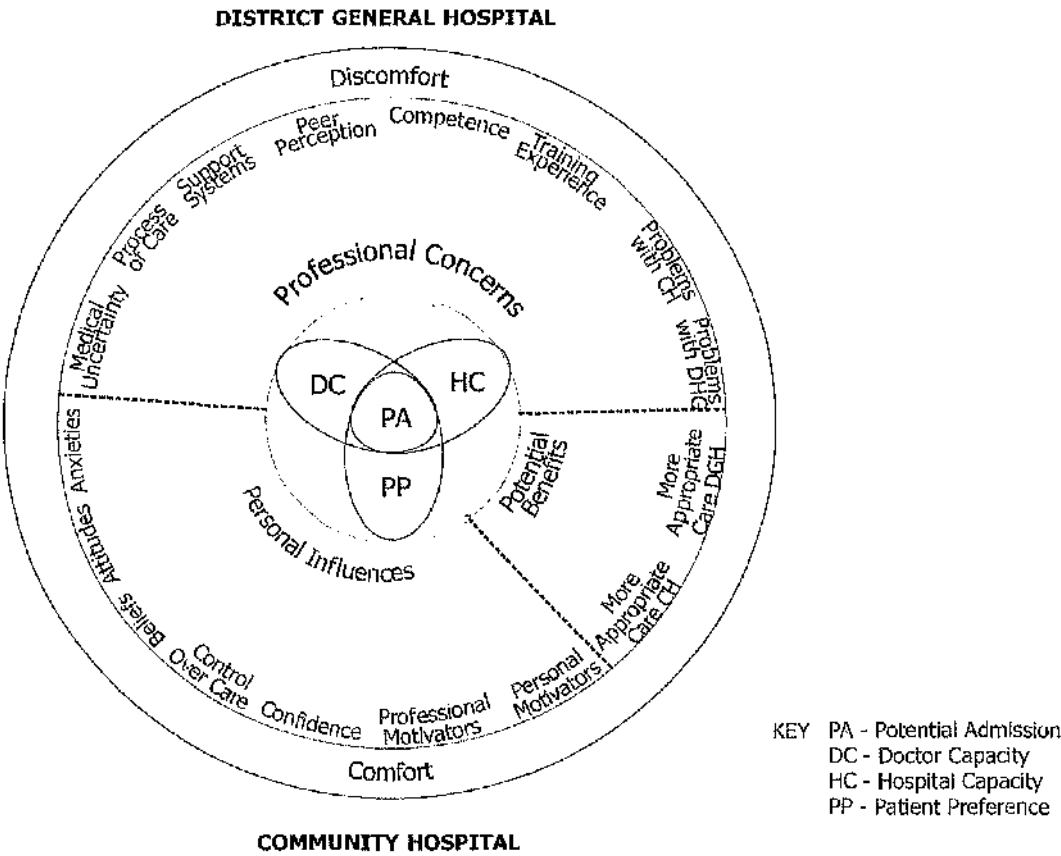 DISTRICT GENERAL HOSPITAL
Discomfort
Medical
Uncertainty
Process
of Care
Support
Systems
Peer
Perception
Competence
Training
Experience
Problems
with CH
Problems
with DHG
Professional Concerns
DC
HC
PA
PP
Potential
Benefits
More
Appropriate
Care DGH
More
Appropriate
Care CH
Personal Influences
Anxieties
Attitudes
Beliefs
Control
Over Care
Confidence
Professional
Motivators
Personal
Motivators
Comfort
COMMUNITY HOSPITAL
KEY PA - Potential Admission
DC - Doctor Capacity
HC - Hospital Capacity
PP - Patient Preference